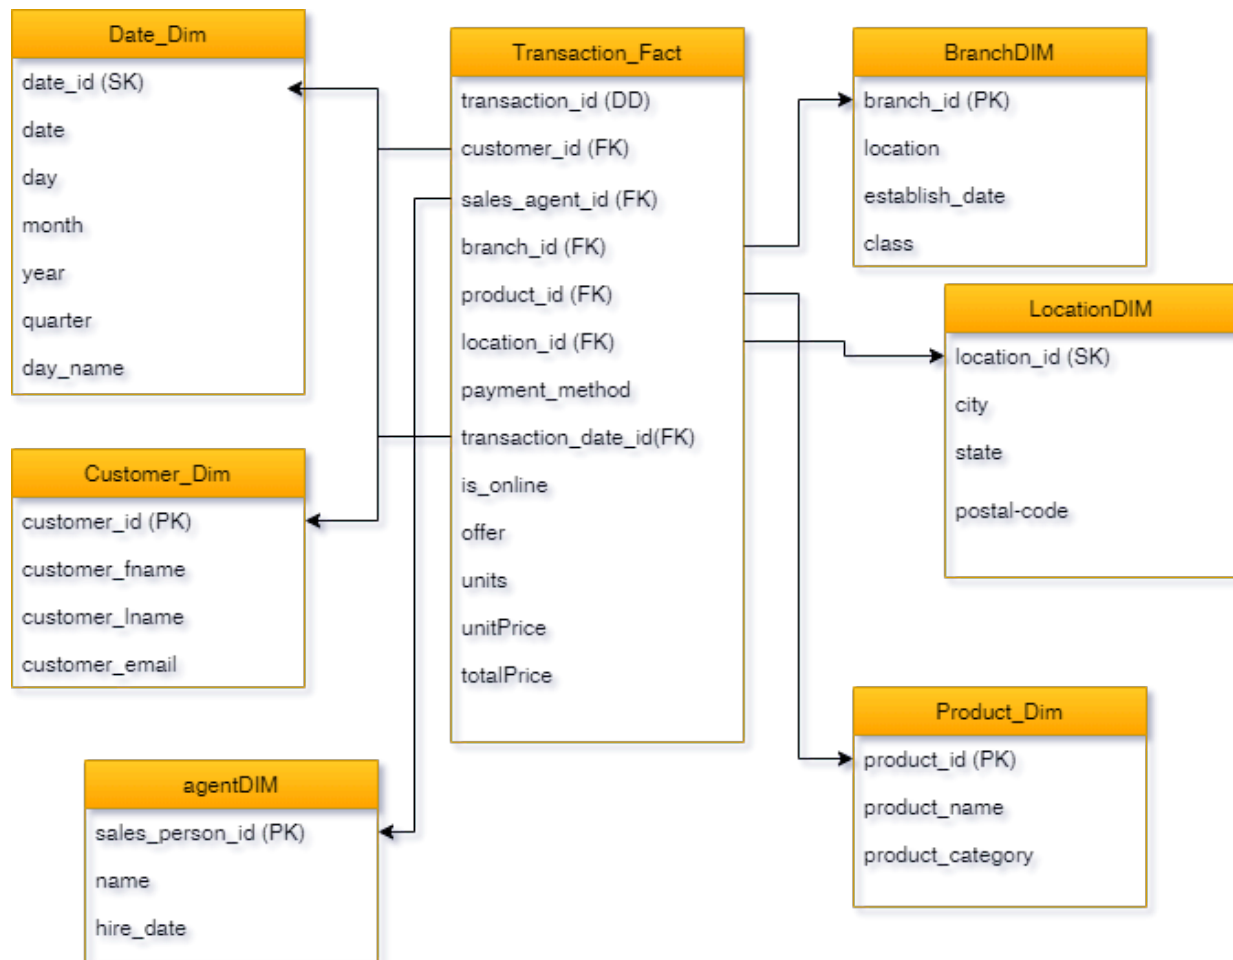 Date_Dim
date_id (SK)
date
day
month
year
quarter
day_name
Customer_Dim
customer_id (PK)
customer_fname
customer_lname
customer_email
agentDIM
sales_person_id (PK)
name
hire_date
Transaction_Fact
transaction_id (DD)
customer_id (FK)
sales_agent_id (FK)
branch_id (FK)
product_id (FK)
location_id (FK)
payment_method
transaction_date_id(FK)
is_online
offer
units
unitPrice
totalPrice
BranchDIM
branch_id (PK)
location
establish_date
class
LocationDIM
location_id (SK)
city
state
postal-code
Product_Dim
product_id (PK)
product_name
product_category